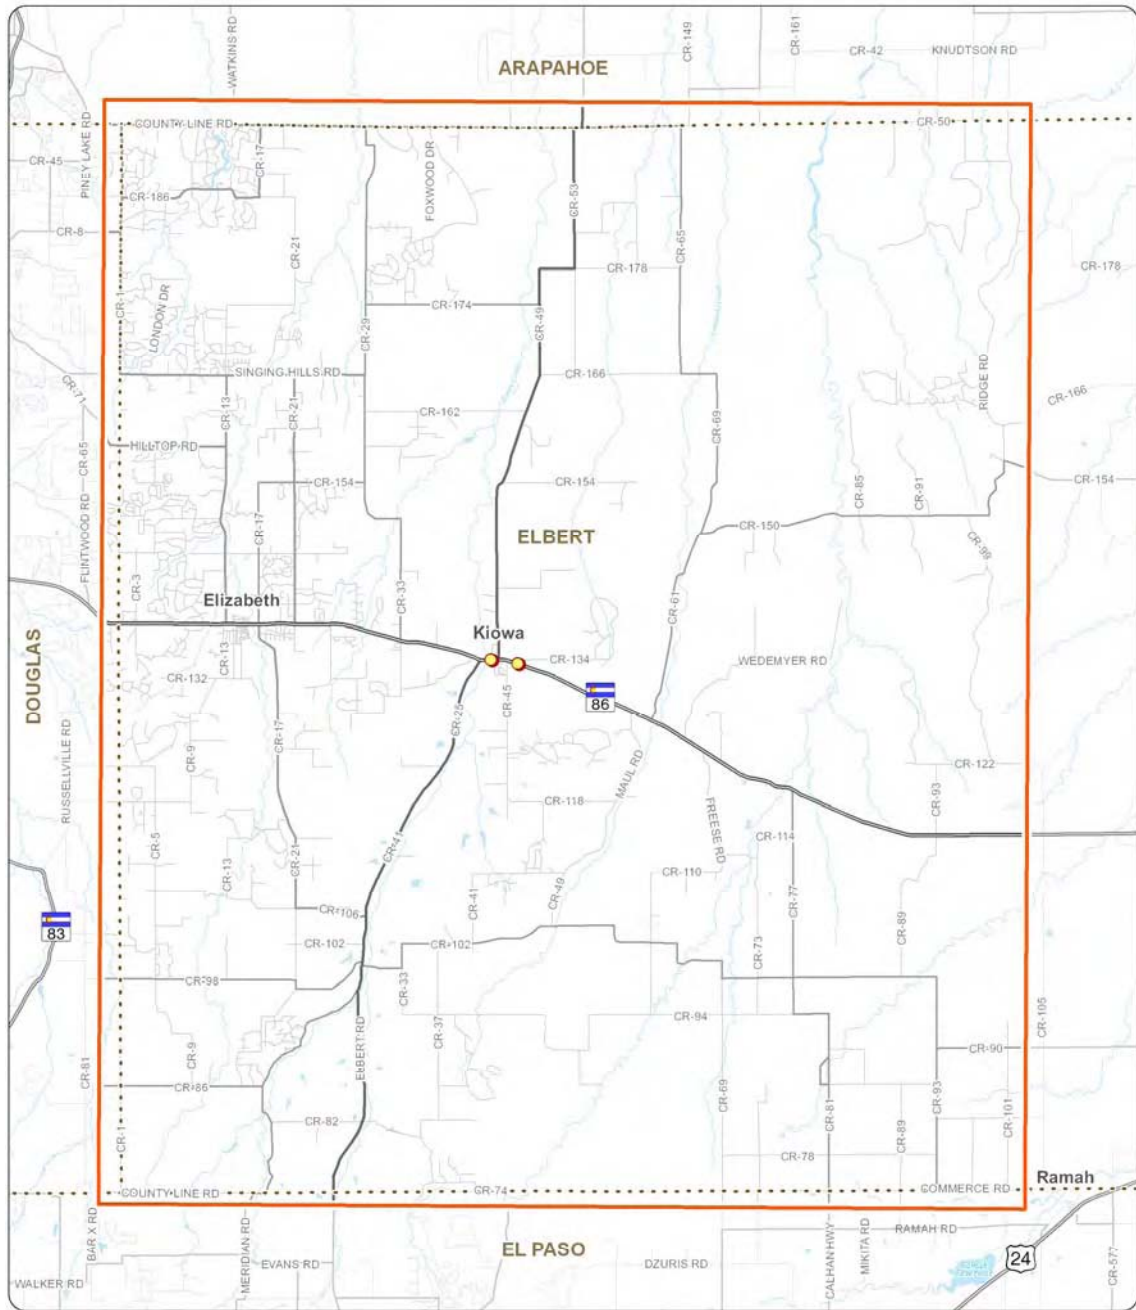 WATKINS RD
CR-149
CR-161
CR-42
KNUDTSON RD
ARAPAHOE
PINEY LAKE RD
COUNTY LINE RD
CR-50
CR-45
CR-17
CR-186
FOXWOOD DR
CR-53
CR-8
CR-21
CR-65
CR-178
CR-178
CR-1
LONDON DR
CR-29
CR-174
CR-49
CR-71
SINGING HILLS RD
CR-166
RIDGE RD
CR-166
CR-13
CR-21
CR-162
CR-69
HILLTOP RD
CR-65
FLINTWOOD RD
CR-154
CR-154
CR-85
CR-91
CR-154
CR-17
ELBERT
CR-150
CR-99
CR-3
CR-33
Elizabeth
CR-61
Kiowa
DOUGLAS
CR-13
CR-134
WEDEMYER RD
CR-132
CR-45
86
CR-25
CR-17
RUSSELLVILLE RD
CR-9
MAUL RD
CR-122
CR-118
CR-93
FREESE RD
CR-5
CR-41
CR-114
CR-13
CR-21
CR-110
CR-41
CR-49
CR-77
83
CR-106
CR-89
CR-102
CR-102
CR-73
CR-98
CR-33
CR-105
CR-94
CR-37
ELBERT RD
CR-9
CR-90
CR-81
CR-86
CR-69
CR-81
CR-93
CR-101
CR-82
CR-89
CR-1
CR-78
Ramah
COUNTY LINE RD
CR-74
COMMERCE RD
BAR X RD
MERIDIAN RD
RAMAH RD
EL PASO
CALHAN HWY
MIKITA RD
EVANS RD
DZURIS RD
24
WALKER RD
CR-577